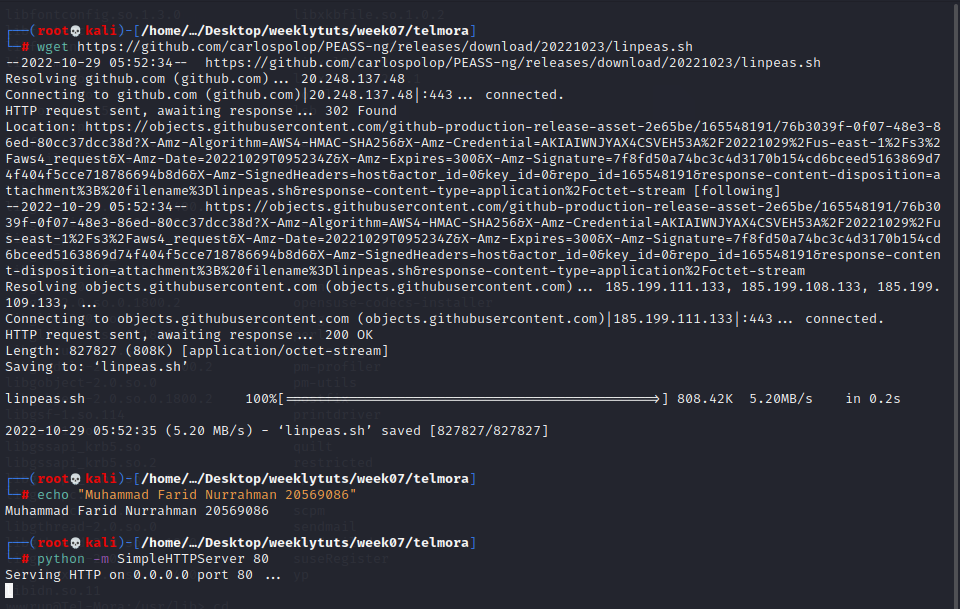 ┌──(root💀kali)-[/home/…/Desktop/weeklytuts/week07/telmora]
└─# wget https://github.com/carlospolop/PEASS-ng/releases/download/20221023/linpeas.sh
--2022-10-29 05:52:34--  https://github.com/carlospolop/PEASS-ng/releases/download/20221023/linpeas.sh
Resolving github.com (github.com)... 20.248.137.48
Connecting to github.com (github.com)|20.248.137.48|:443... connected.
HTTP request sent, awaiting response... 302 Found
Location: https://objects.githubusercontent.com/github-production-release-asset-2e65be/165548191/76b3039f-0f07-48e3-8
6ed-80cc37dcc38d?X-Amz-Algorithm=AWS4-HMAC-SHA256&X-Amz-Credential=AKIAIWNJYAX4CSVEH53A%2F20221029%2Fus-east-1%2Fs3%2
Faws4_request&X-Amz-Date=20221029T095234Z&X-Amz-Expires=300&X-Amz-Signature=7f8fd50a74bc3c4d3170b154cd6bceed5163869d7
4f404f5cce718786694b8d6&X-Amz-SignedHeaders=host&actor_id=0&key_id=0&repo_id=165548191&response-content-disposition=a
ttachment%3B%20filename%3Dlinpeas.sh&response-content-type=application%2Foctet-stream [following]
--2022-10-29 05:52:34--  https://objects.githubusercontent.com/github-production-release-asset-2e65be/165548191/76b30
39f-0f07-48e3-86ed-80cc37dcc38d?X-Amz-Algorithm=AWS4-HMAC-SHA256&X-Amz-Credential=AKIAIWNJYAX4CSVEH53A%2F20221029%2Fu
s-east-1%2Fs3%2Faws4_request&X-Amz-Date=20221029T095234Z&X-Amz-Expires=300&X-Amz-Signature=7f8fd50a74bc3c4d3170b154cd
6bceed5163869d74f404f5cce718786694b8d6&X-Amz-SignedHeaders=host&actor_id=0&key_id=0&repo_id=165548191&response-conten
t-disposition=attachment%3B%20filename%3Dlinpeas.sh&response-content-type=application%2Foctet-stream
Resolving objects.githubusercontent.com (objects.githubusercontent.com)... 185.199.111.133, 185.199.108.133, 185.199.
109.133, ...
Connecting to objects.githubusercontent.com (objects.githubusercontent.com)|185.199.111.133|:443... connected.
HTTP request sent, awaiting response... 200 OK
Length: 827827 (808K) [application/octet-stream]
Saving to: ‘linpeas.sh’
linpeas.sh                    100%[==============================================>] 808.42K  5.20MB/s    in 0.2s
2022-10-29 05:52:35 (5.20 MB/s) - ‘linpeas.sh’ saved [827827/827827]
┌──(root💀kali)-[/home/…/Desktop/weeklytuts/week07/telmora]
└─# echo "Muhammad Farid Nurrahman 20569086"
Muhammad Farid Nurrahman 20569086
┌──(root💀kali)-[/home/…/Desktop/weeklytuts/week07/telmora]
└─# python -m SimpleHTTPServer 80
Serving HTTP on 0.0.0.0 port 80 ...